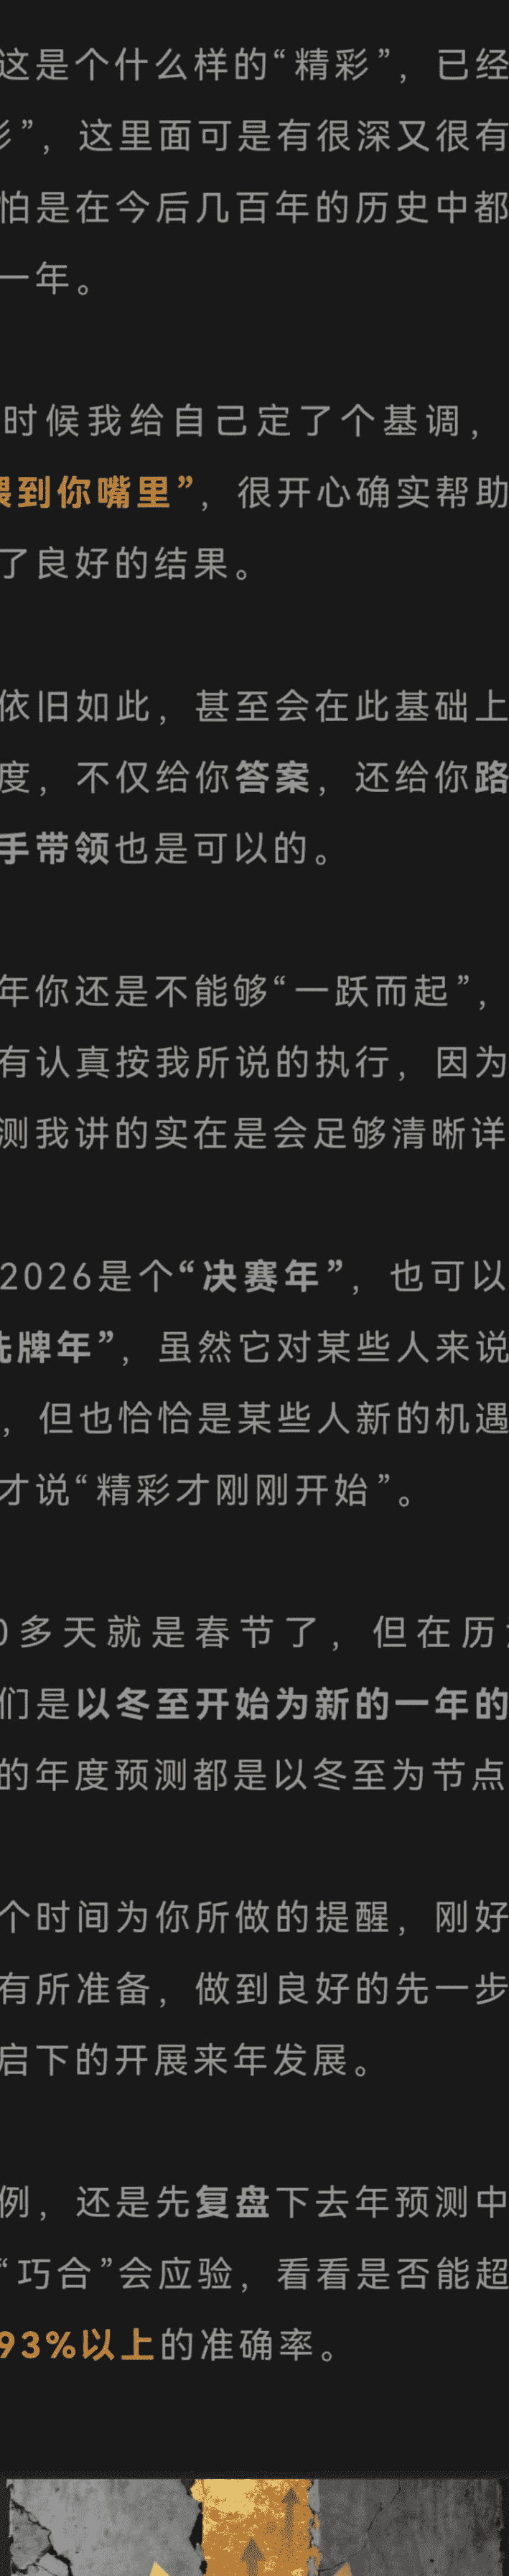 这是个什么样的“精彩”，已经
”，这里面可是有很深又很有
怕是在今后几百年的历史中都
一年。
时候我给自己定了个基调，
到你嘴里”，很开心确实帮助
了良好的结果。
依旧如此，甚至会在此基础上
度，不仅给你答案，还给你路
手带领也是可以的。
年你还是不能够“一跃而起”，
有认真按我所说的执行，因为
测我讲的实在是会足够清晰详
2026是个“决赛年”，也可以
牌年”，虽然它对某些人来说
，但也恰恰是某些人新的机遇
才说“精彩才刚刚开始”。
0多天就是春节了，但在历
们是以冬至开始为新的一年的
的年度预测都是以冬至为节点
个时间为你所做的提醒，刚好
有所准备，做到良好的先一步
启下的开展来年发展。
例，还是先复盘下去年预测中
“巧合”会应验，看看是否能超
93%以上的准确率。